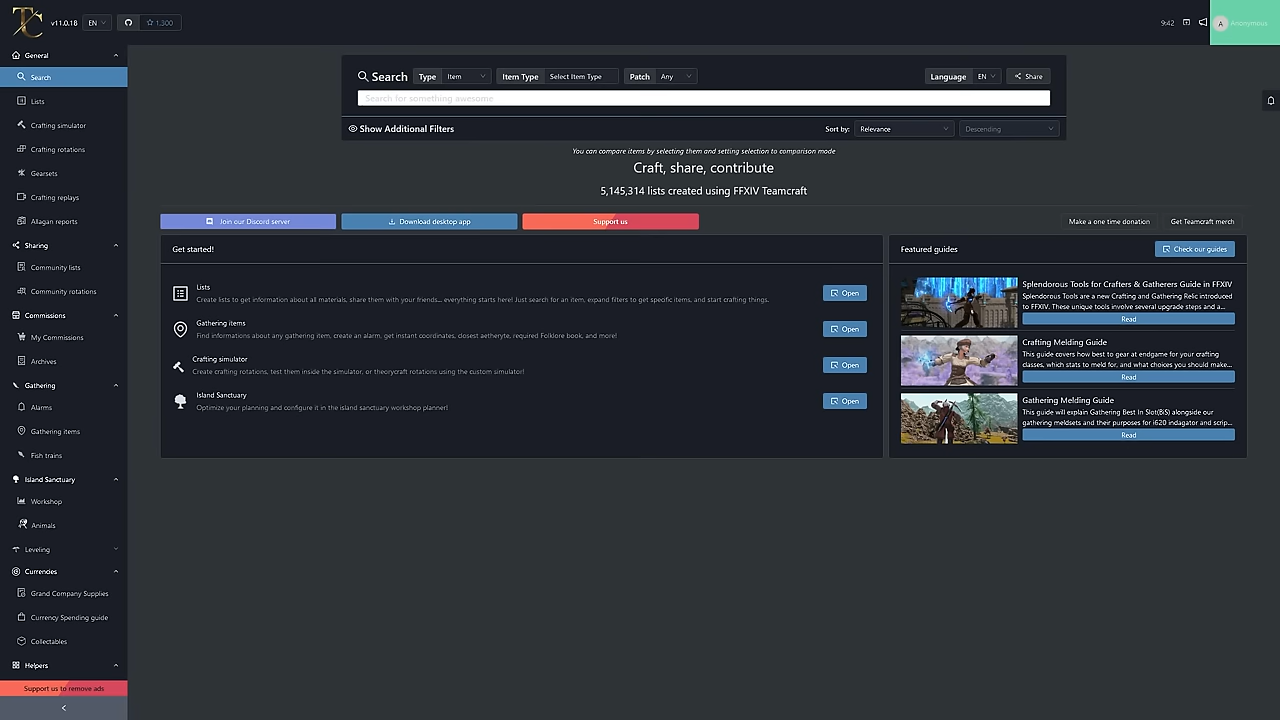 TC v11.0.18 EN 1,300 9:42 A Anonymous
General
Search
Lists
Crafting simulator
Crafting rotations
Gearsets
Crafting replays
Allagan reports
Sharing
Community lists
Community rotations
Commissions
My Commissions
Archives
Gathering
Alarms
Gathering items
Fish trains
Island Sanctuary
Workshop
Animals
Leveling
Currencies
Grand Company Supplies
Currency Spending guide
Collectables
Helpers
Support us to remove ads
Search Type Item Item Type Select Item Type Patch Any Language EN Share
Search for something awesome
Show Additional Filters Sort by: Relevance Descending
You can compare items by selecting them and setting selection to comparison mode
Craft, share, contribute
5,145,314 lists created using FFXIV Teamcraft
Join our Discord server Download desktop app Support us Make a one time donation Get Teamcraft merch
Get started!
Lists
Create lists to get information about all materials, share them with your friends... everything starts here! Just search for an item, expand filters to get specific items, and start crafting things.
Open
Gathering items
Find informations about any gathering item, create an alarm, get instant coordinates, closest aetheryte, required Folklore book, and more!
Open
Crafting simulator
Create crafting rotations, test them inside the simulator, or theorycraft rotations using the custom simulator!
Open
Island Sanctuary
Optimize your planning and configure it in the island sanctuary workshop planner!
Open
Featured guides Check our guides
Splendorous Tools for Crafters & Gatherers Guide in FFXIV
Splendorous Tools are a new Crafting and Gathering Relic introduced
to FFXIV. These unique tools involve several upgrade steps and a...
Read
Crafting Melding Guide
This guide covers how best to gear at endgame for your crafting
classes, which stats to meld for, and what choices you should make...
Read
Gathering Melding Guide
This guide will explain Gathering Best In Slot(BiS) alongside our
gathering meldsets and their purposes for i620 indagator and scrip...
Read